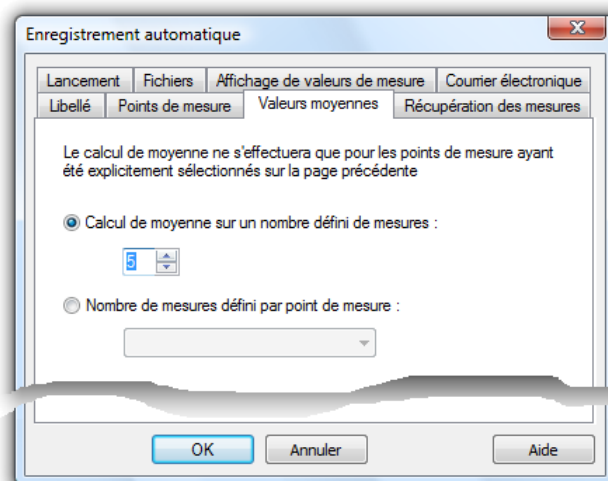 Enregistrement automatique
Lancement Fichiers Affichage de valeurs de mesure Courrier électronique
Libellé Points de mesure Valeurs moyennes Récupération des mesures
Le calcul de moyenne ne s'effectuera que pour les points de mesure ayant
été explicitement sélectionnés sur la page précédente
Calcul de moyenne sur un nombre défini de mesures :
5
Nombre de mesures défini par point de mesure :
OK Annuler Aide